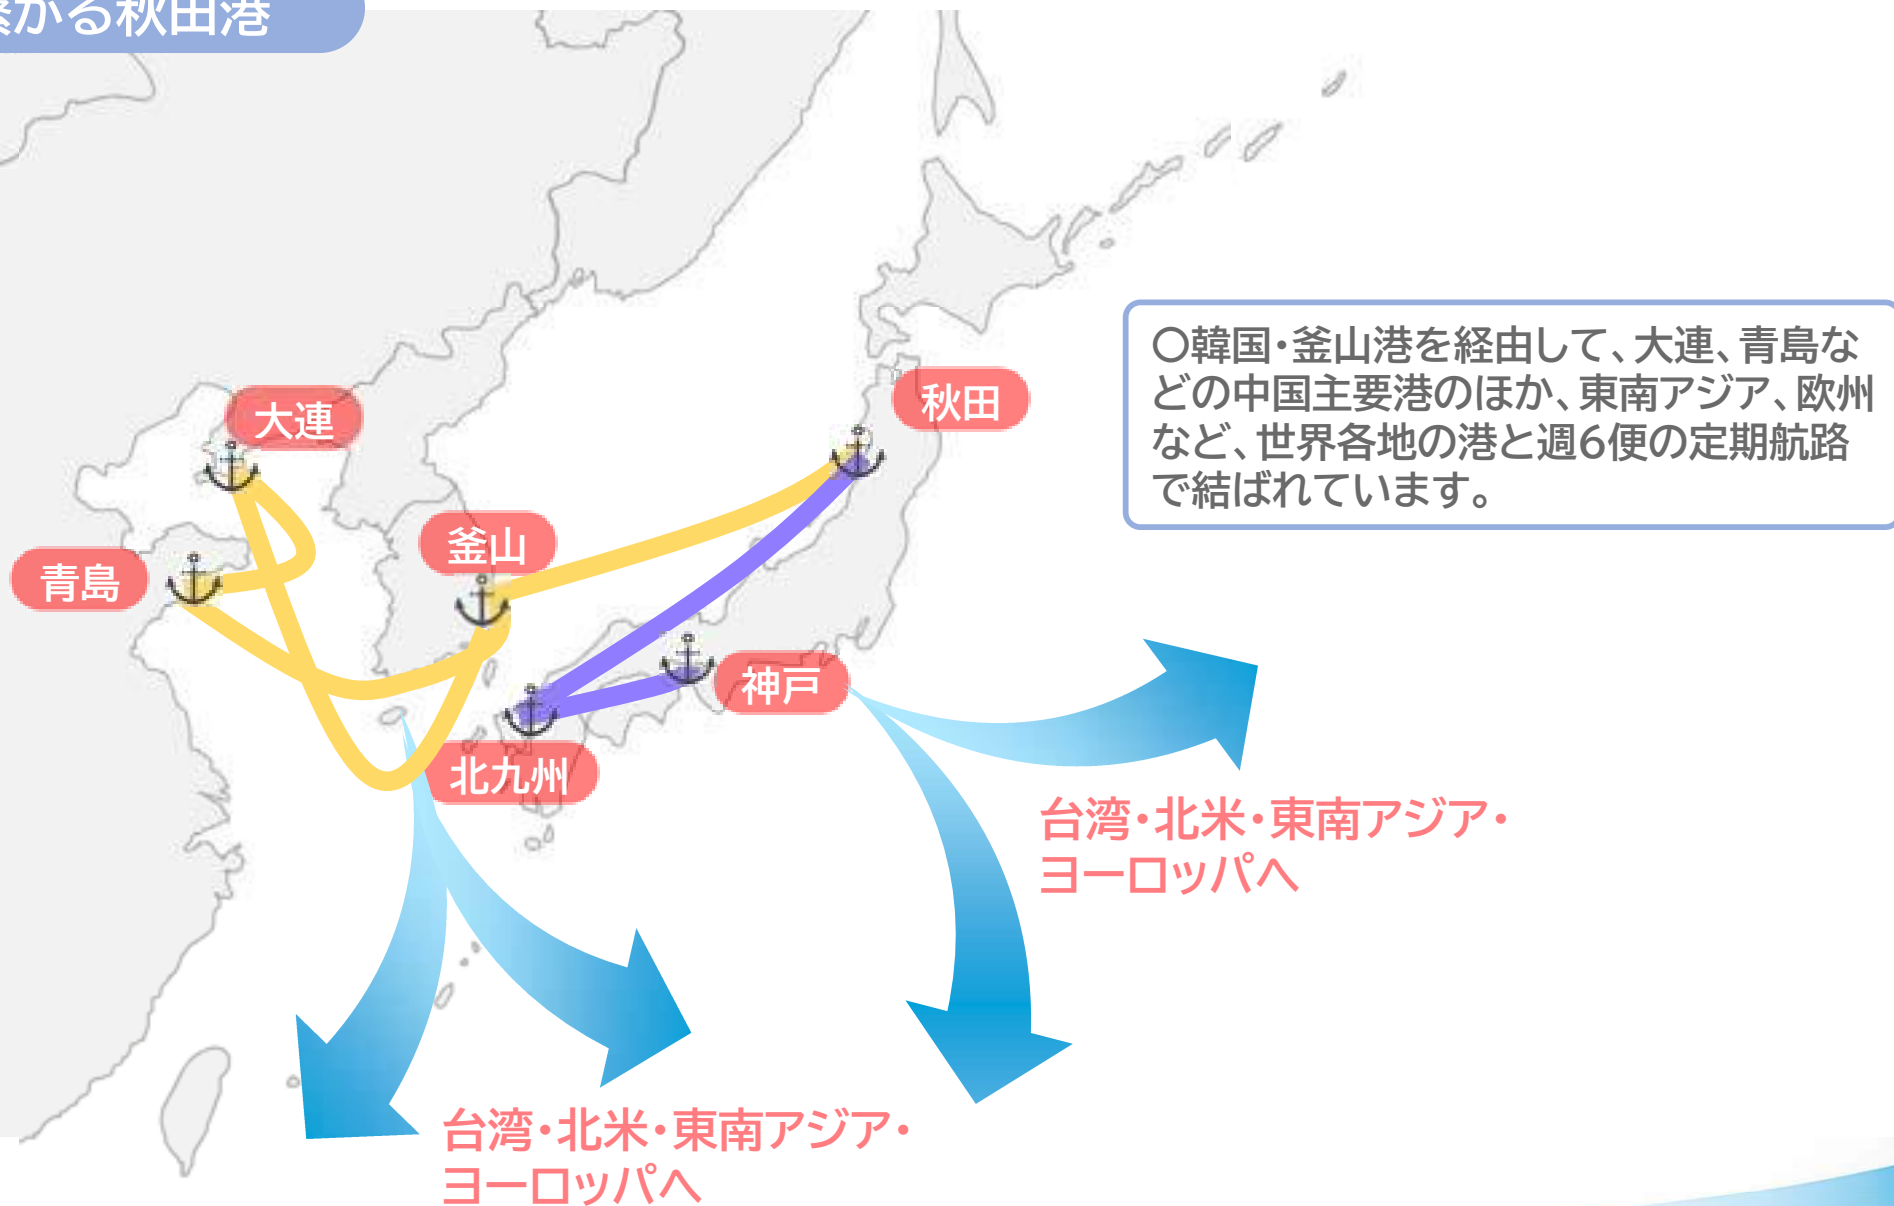 繋がる秋田港
大連
秋田
〇韓国・釜山港を経由して、大連、青島な
どの中国主要港のほか、東南アジア、欧州
など、世界各地の港と週6便の定期航路
で結ばれています。
釜山
青島
神戸
北九州
台湾・北米・東南アジア・
ヨーロッパへ
台湾・北米・東南アジア・
ヨーロッパへ